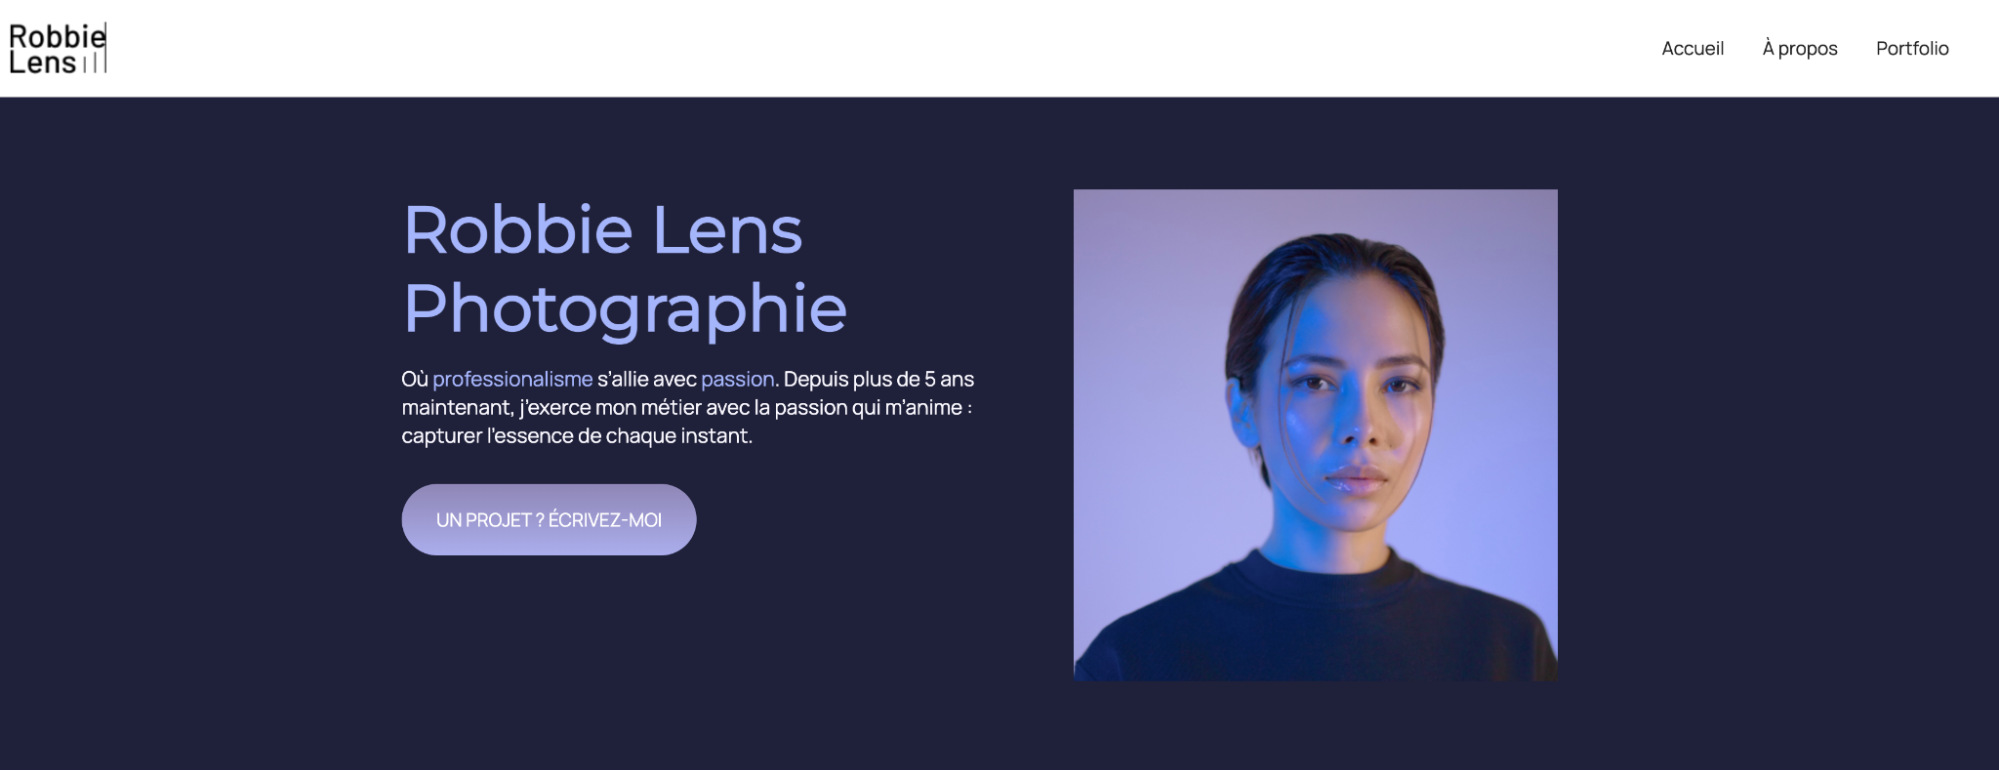 Robbie
Lens
Accueil
À propos
Portfolio
Robbie Lens
Photographie
Où professionalisme s'allie avec passion. Depuis plus de 5 ans
maintenant, j'exerce mon métier avec la passion qui m'anime :
capturer l'essence de chaque instant.
UN PROJET ? ÉCRIVEZ-MOI